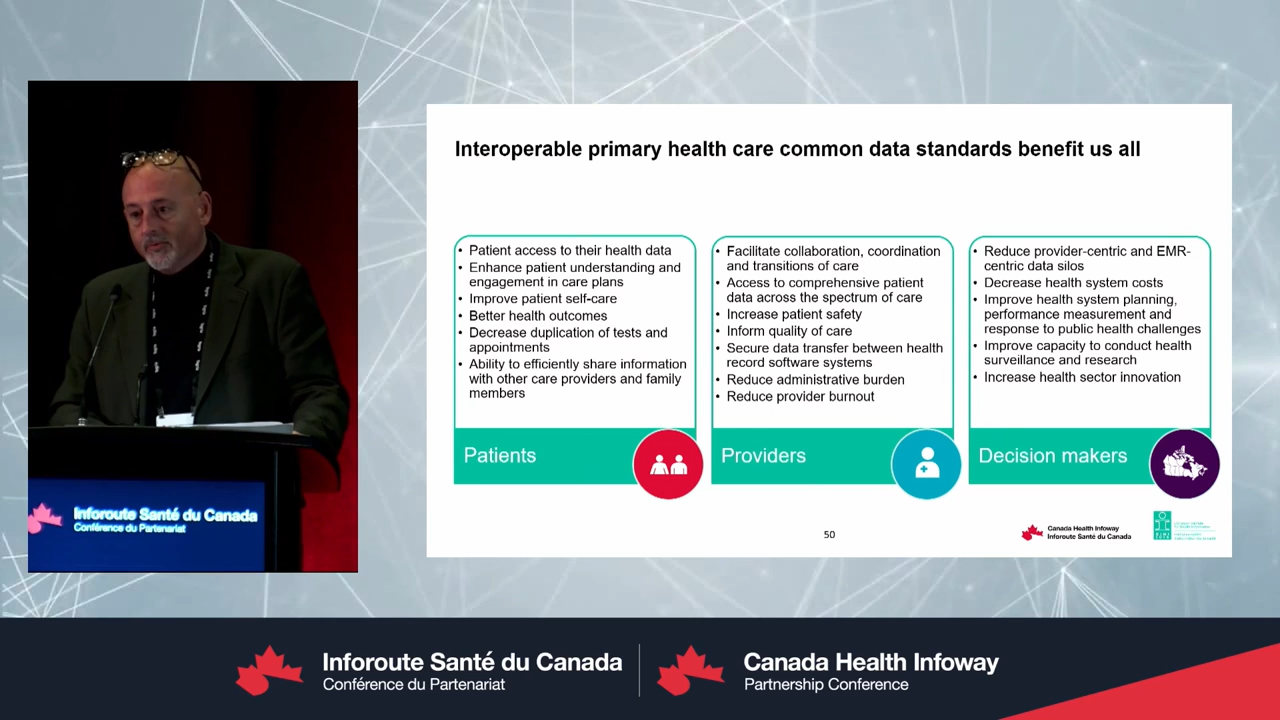 Interoperable primary health care common data standards benefit us all
• Patient access to their health data
• Enhance patient understanding and
engagement in care plans
• Improve patient self-care
• Better health outcomes
• Decrease duplication of tests and
appointments
• Ability to efficiently share information
with other care providers and family
members
Patients
• Facilitate collaboration, coordination
and transitions of care
• Access to comprehensive patient
data across the spectrum of care
• Increase patient safety
• Inform quality of care
• Secure data transfer between health
record software systems
• Reduce administrative burden
• Reduce provider burnout
Providers
• Reduce provider-centric and EMR-
centric data silos
• Decrease health system costs
• Improve health system planning,
performance measurement and
response to public health challenges
• Improve capacity to conduct health
surveillance and research
• Increase health sector innovation
Decision makers
50
Canada Health Infoway
Inforoute Santé du Canada
Inforoute Santé du Canada
Conférence du Partenariat
Inforoute Santé du Canada
Conférence du Partenariat
Canada Health Infoway
Partnership Conference